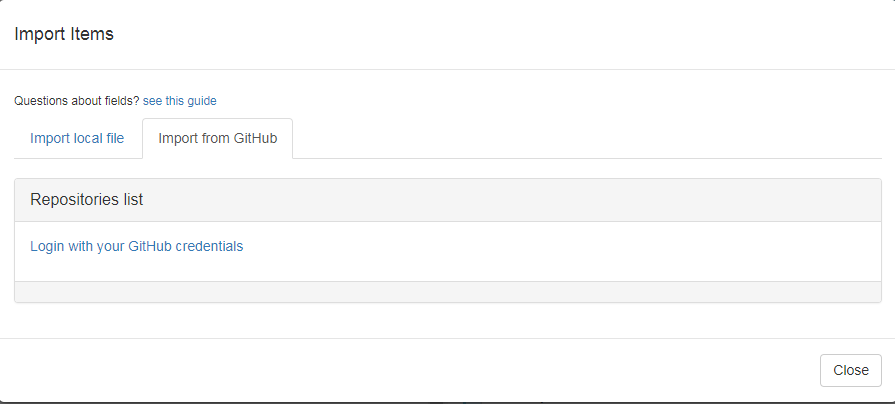 Import Items
Questions about fields? see this guide
Import local file
Import from GitHub
Repositories list
Login with your GitHub credentials
Close